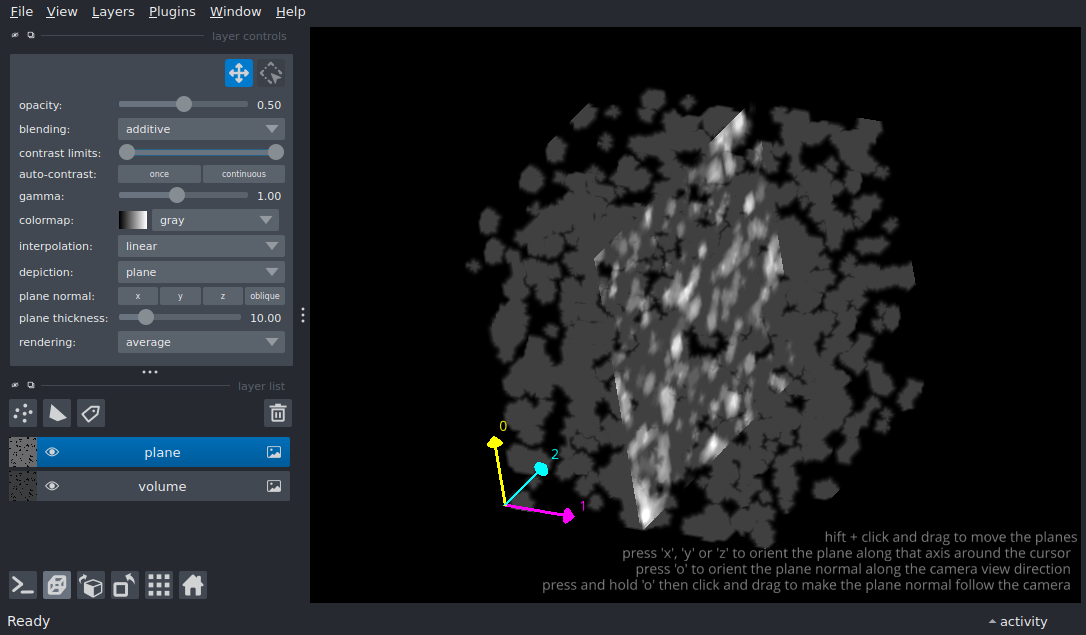 File View Layers Plugins Window Help
layer controls
opacity: 0.50
blending: additive
contrast limits:
auto-contrast: once continuous
gamma: 1.00
colormap: gray
interpolation: linear
depiction: plane
plane normal: x y z oblique
plane thickness: 10.00
rendering: average
layer list
plane
volume
0
2
1
hift + click and drag to move the planes
press 'x', 'y' or 'z' to orient the plane along that axis around the cursor
press 'o' to orient the plane normal along the camera view direction
press and hold 'o' then click and drag to make the plane normal follow the camera
Ready activity